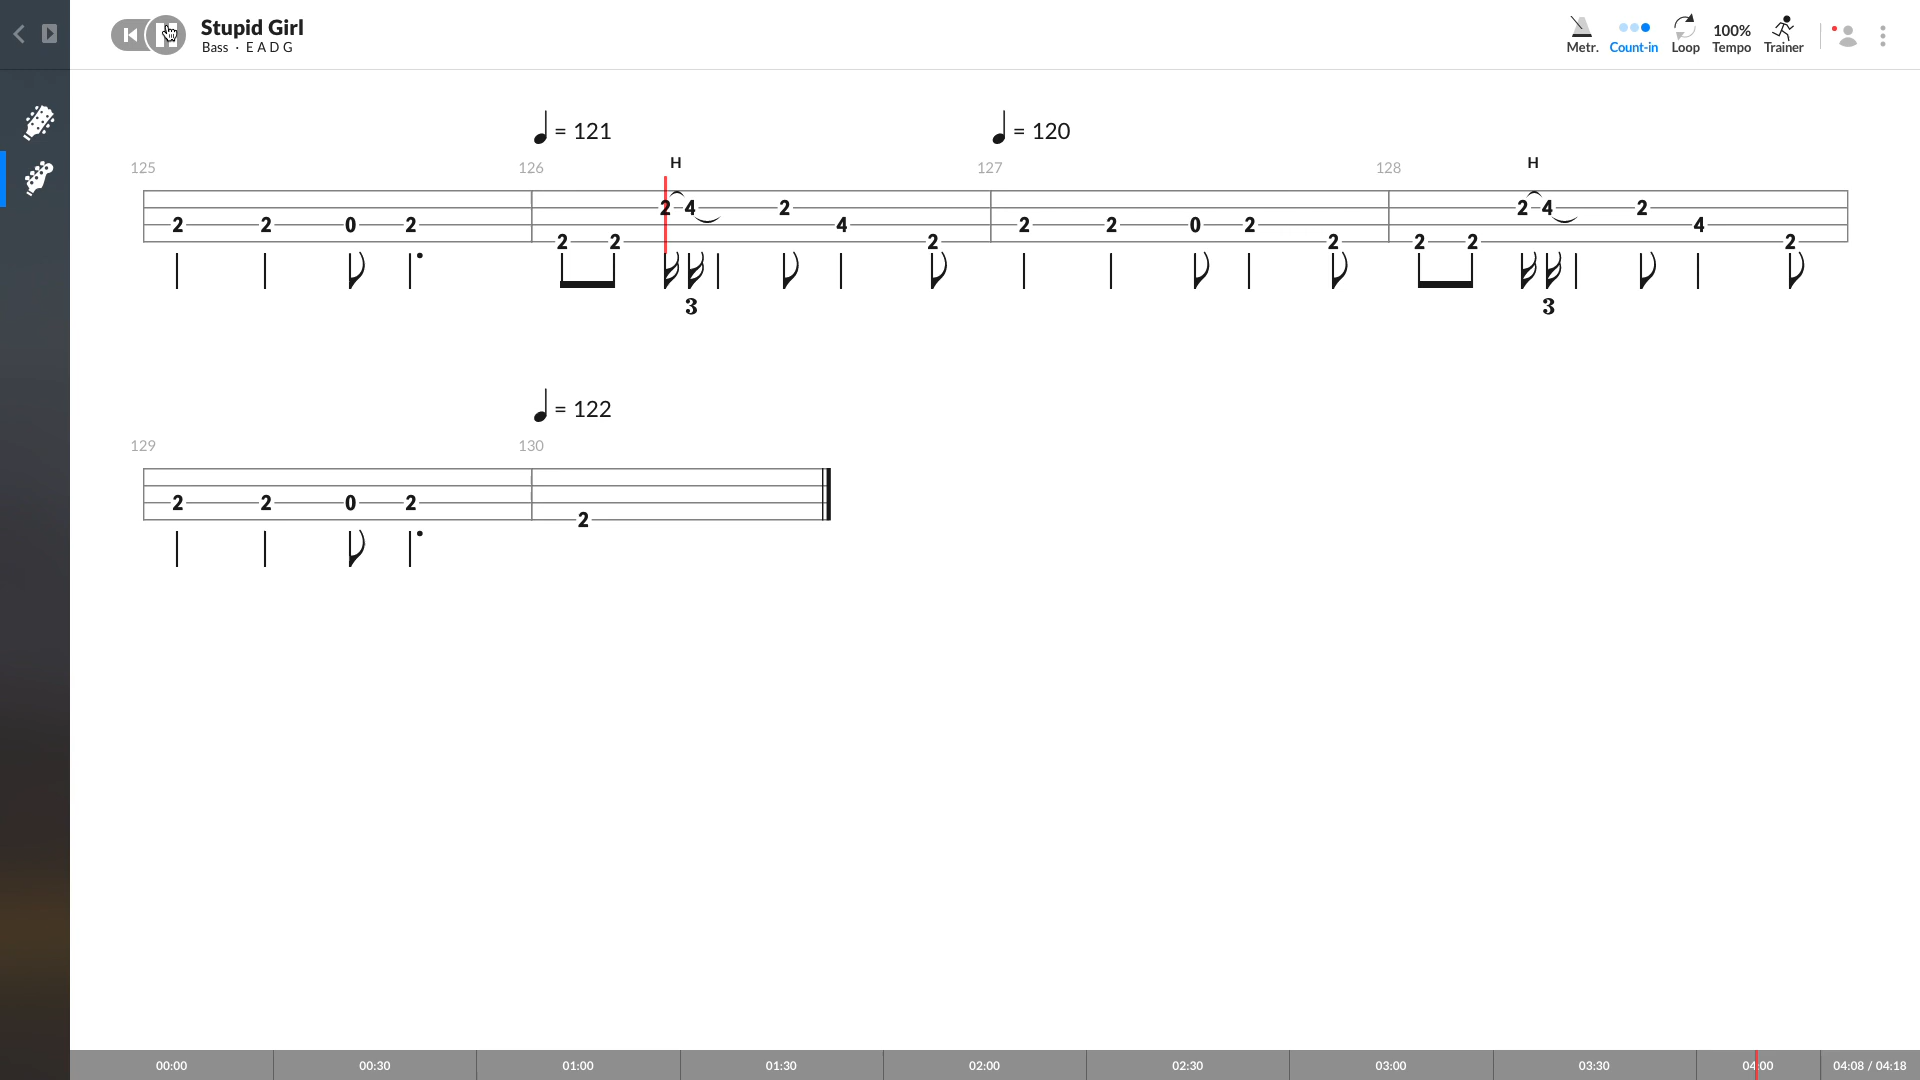 Stupid Girl
Bass · E A D G
Metr.
Count-in
Loop
100%
Tempo
Trainer
= 121
= 120
125
126
H
127
128
H
2 2 0 2 2 2 2 4 2 4 2 2 2 0 2 2 2 2 2 4 2 4 2
3
3
= 122
129
130
2 2 0 2 2
00:00
00:30
01:00
01:30
02:00
02:30
03:00
03:30
04:00
04:08 / 04:18